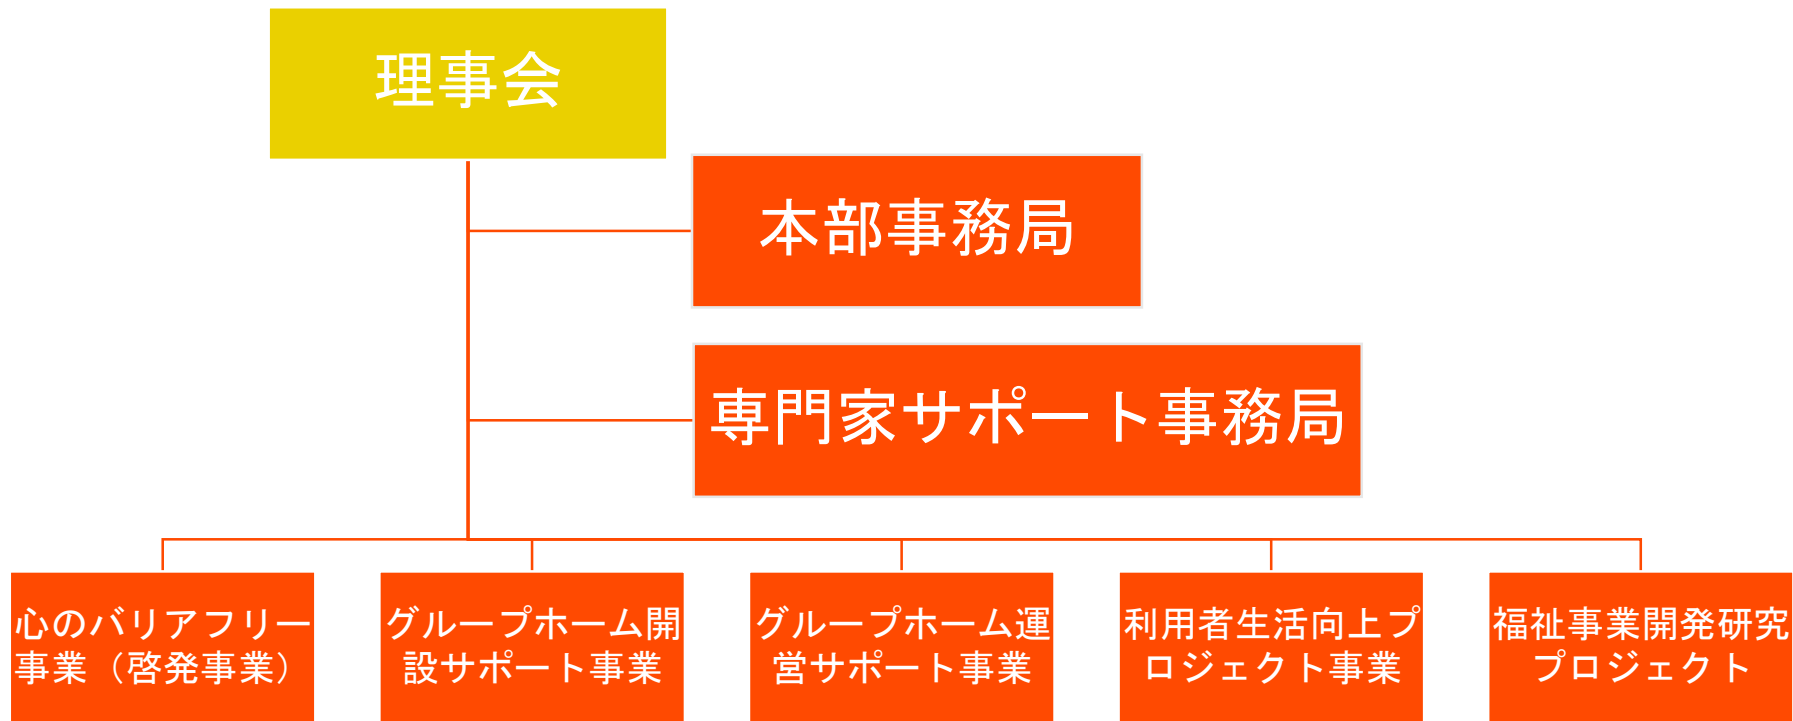 理事会
本部事務局
専門家サポート事務局
心のバリアフリー
事業（啓発事業）
グループホーム開
設サポート事業
グループホーム運
営サポート事業
利用者生活向上プ
ロジェクト事業
福祉事業開発研究
プロジェクト